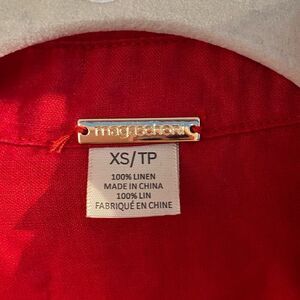 XS/TP
100% LINEN
MADE IN CHINA
100% LIN
FABRIQUÉ EN CHINE